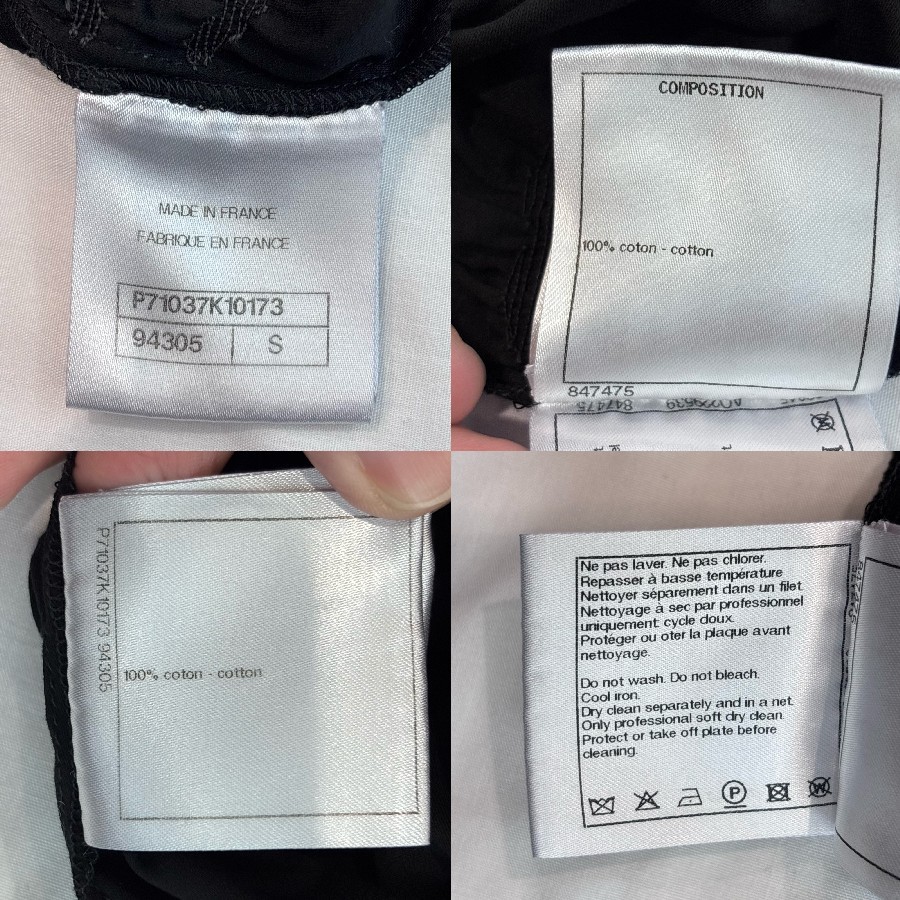 MADE IN FRANCE
FABRIQUE EN FRANCE
P71037K10173
94305 S
COMPOSITION
100% coton - cotton
847475
847475 A0229539
P71037K10173 94305
100% coton - cotton
Ne pas laver. Ne pas chlorer.
Repasser à basse température
Nettoyer séparement dans un filet.
Nettoyage à sec par professionnel
uniquement: cycle doux.
Protéger ou oter la plaque avant
nettoyage.
Do not wash. Do not bleach.
Cool iron.
Dry clean separately and in a net.
Only professional soft dry clean.
Protect or take off plate before
cleaning.
P
W